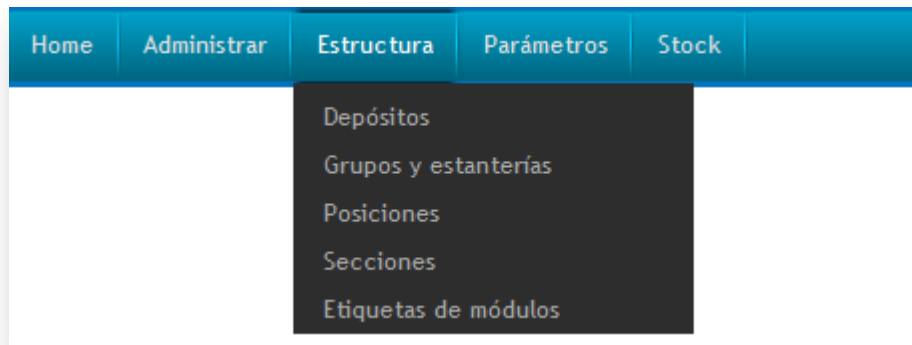 Home Administrar Estructura Parámetros Stock
Depósitos
Grupos y estanterías
Posiciones
Secciones
Etiquetas de módulos